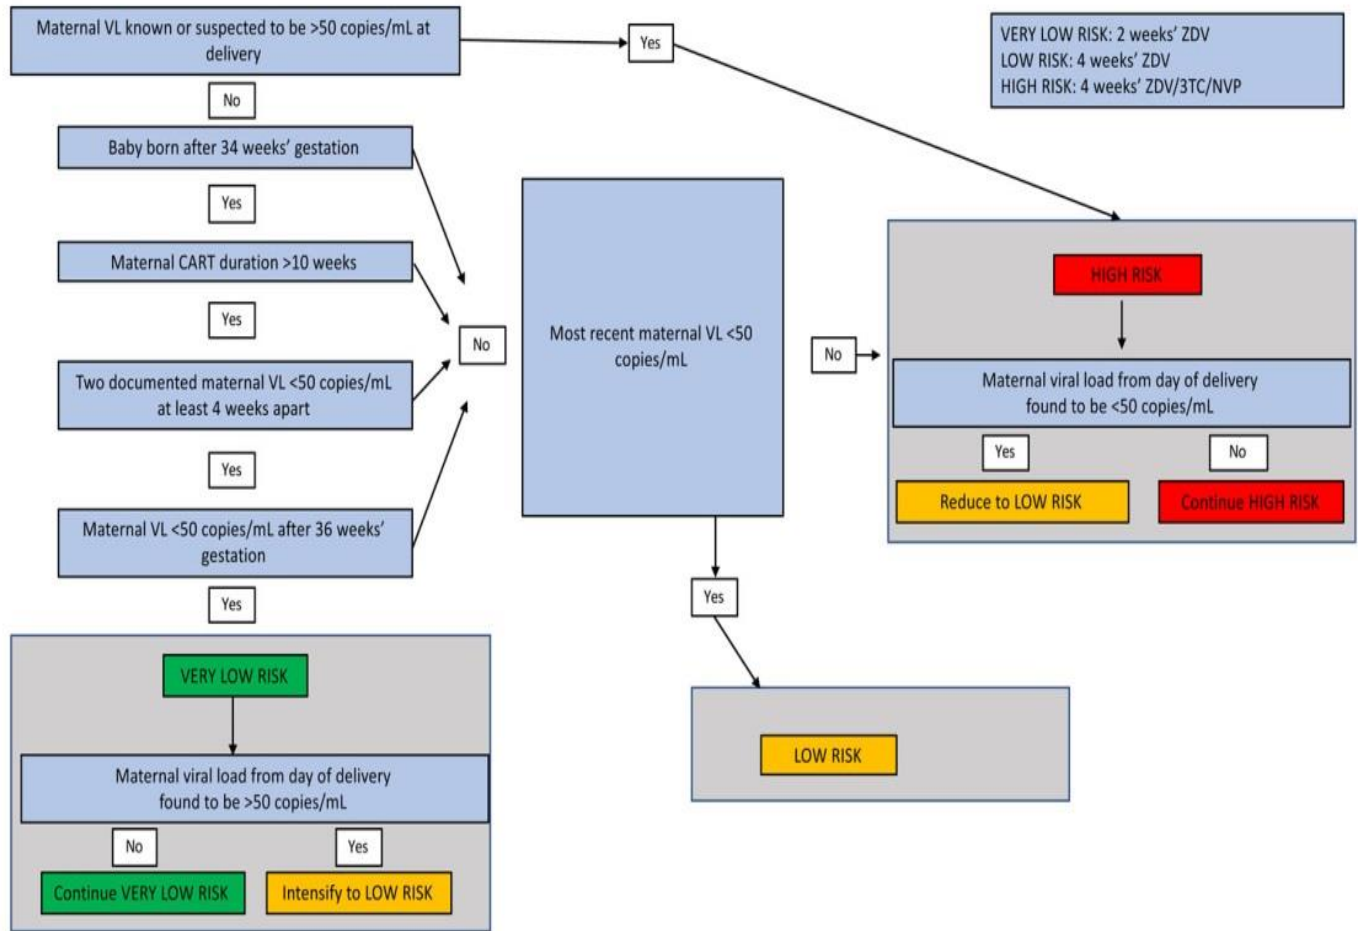 Maternal VL known or suspected to be >50 copies/mL at
delivery
Yes
VERY LOW RISK: 2 weeks’ ZDV
LOW RISK: 4 weeks’ ZDV
HIGH RISK: 4 weeks’ ZDV/3TC/NVP
No
Baby born after 34 weeks’ gestation
Yes
Maternal CART duration >10 weeks
Yes
Two documented maternal VL <50 copies/mL
at least 4 weeks apart
Yes
Maternal VL <50 copies/mL after 36 weeks’
gestation
Yes
No
Most recent maternal VL <50
copies/mL
No
Yes
HIGH RISK
Maternal viral load from day of delivery
found to be <50 copies/mL
Yes
No
Reduce to LOW RISK
Continue HIGH RISK
VERY LOW RISK
Maternal viral load from day of delivery
found to be >50 copies/mL
No
Yes
Continue VERY LOW RISK
Intensify to LOW RISK
LOW RISK